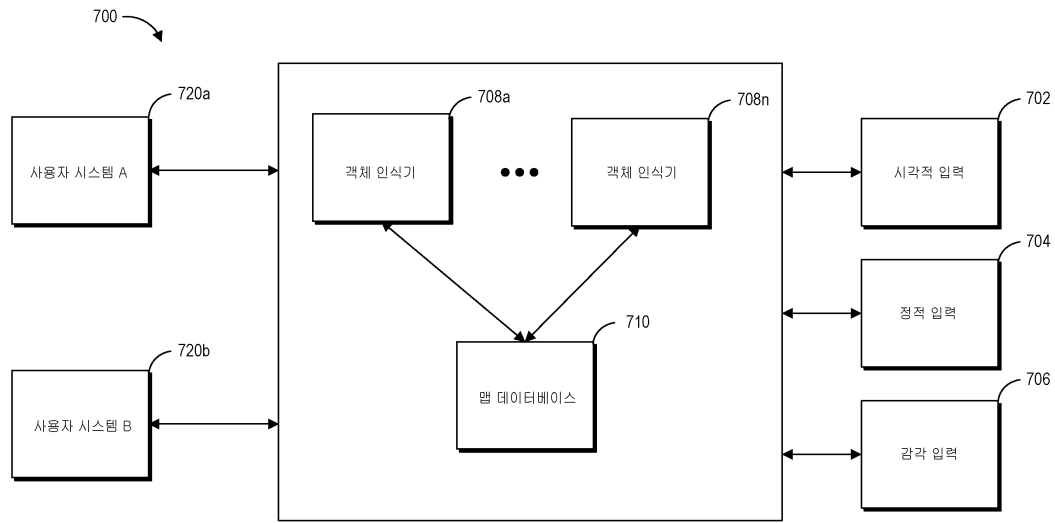 700
720a
사용자 시스템 A
720b
사용자 시스템 B
708a
객체 인식기
708n
객체 인식기
710
맵 데이터베이스
702
시각적 입력
704
정적 입력
706
감각 입력